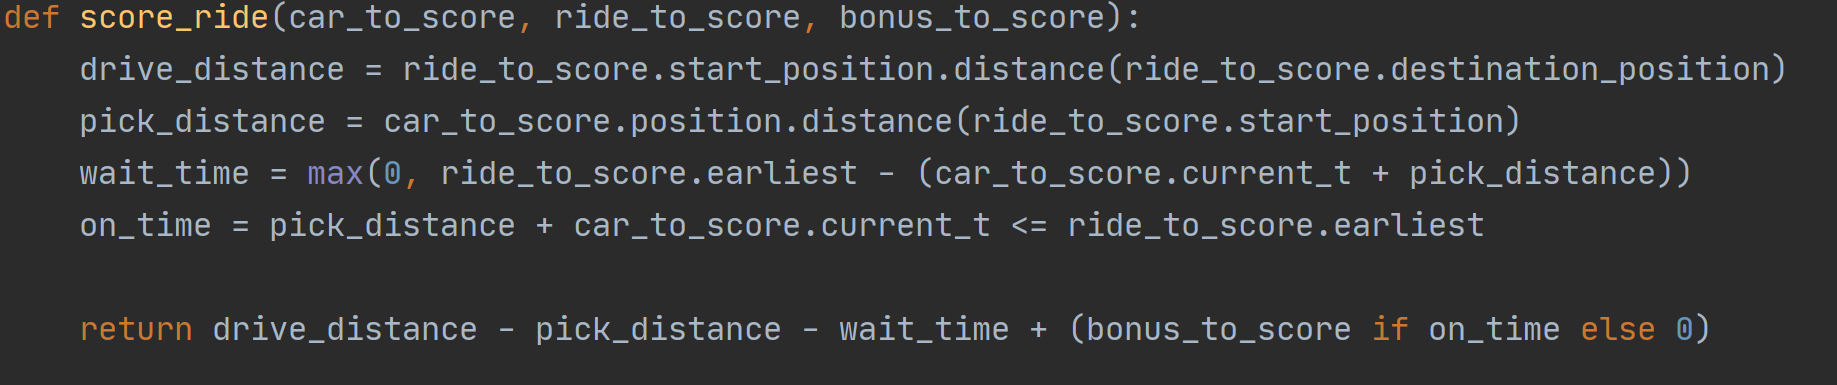 def score_ride(car_to_score, ride_to_score, bonus_to_score):
    drive_distance = ride_to_score.start_position.distance(ride_to_score.destination_position)
    pick_distance = car_to_score.position.distance(ride_to_score.start_position)
    wait_time = max(0, ride_to_score.earliest - (car_to_score.current_t + pick_distance))
    on_time = pick_distance + car_to_score.current_t <= ride_to_score.earliest
    return drive_distance - pick_distance - wait_time + (bonus_to_score if on_time else 0)